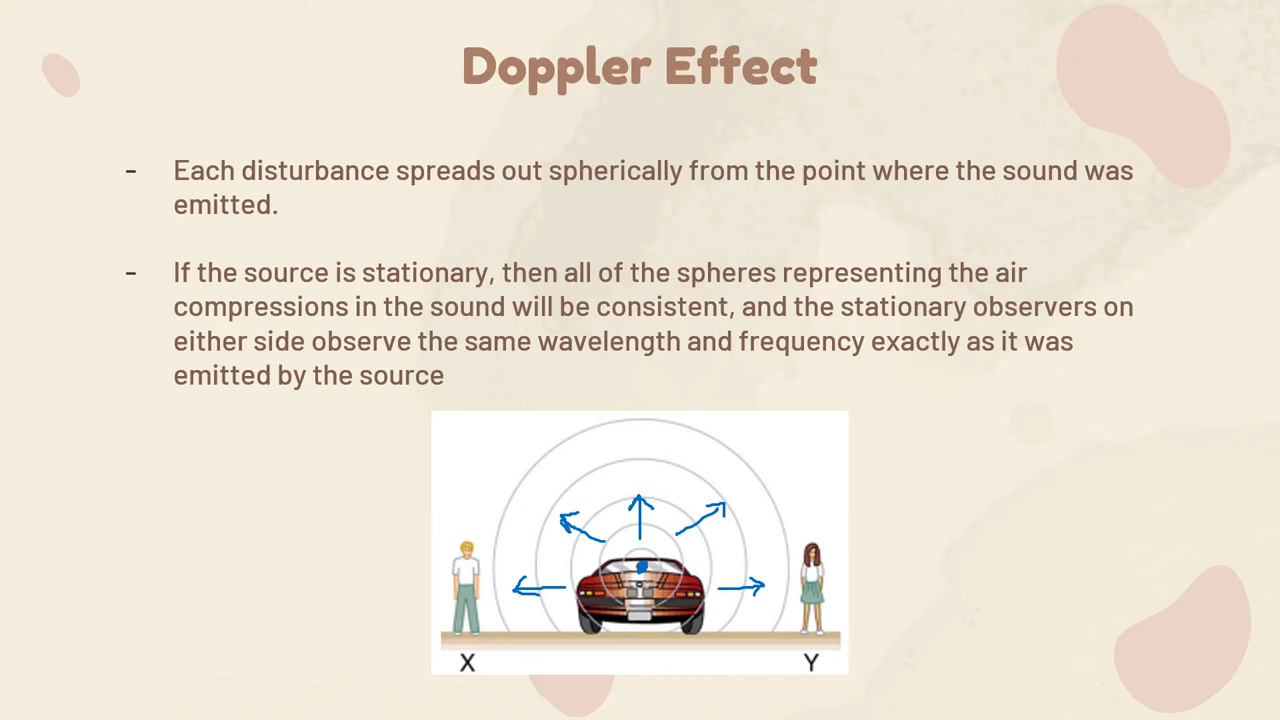 Doppler Effect
- Each disturbance spreads out spherically from the point where the sound was
emitted.
- If the source is stationary, then all of the spheres representing the air
compressions in the sound will be consistent, and the stationary observers on
either side observe the same wavelength and frequency exactly as it was
emitted by the source
X Y